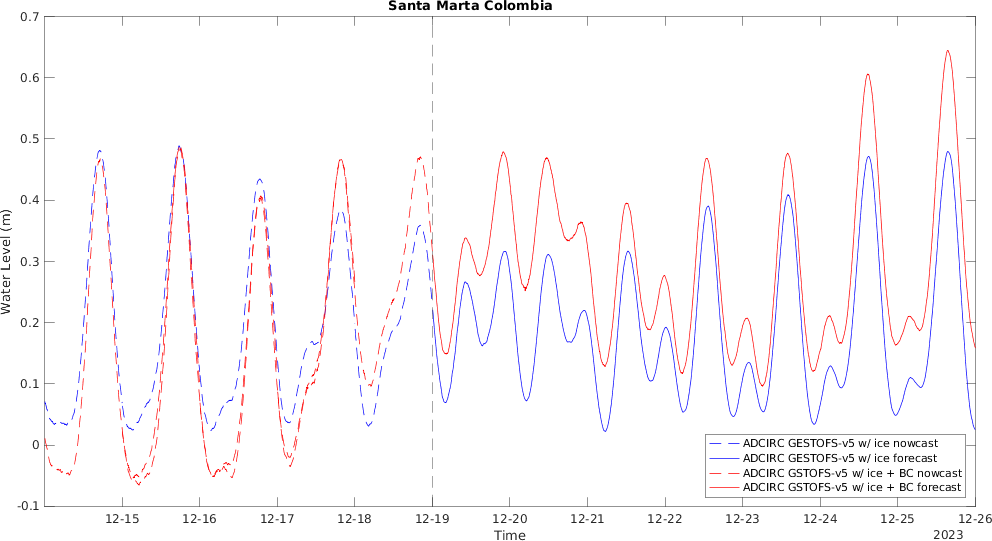 Santa Marta Colombia
0.7
0.6
0.5
0.4
0.3
0.2
0.1
0
-0.1
Water Level (m)
12-15 12-16 12-17 12-18 12-19 12-20 12-21 12-22 12-23 12-24 12-25 12-26
Time
2023
ADCIRC GESTOFS-v5 w/ ice nowcast
ADCIRC GESTOFS-v5 w/ ice forecast
ADCIRC GSTOFS-v5 w/ ice + BC nowcast
ADCIRC GSTOFS-v5 w/ ice + BC forecast